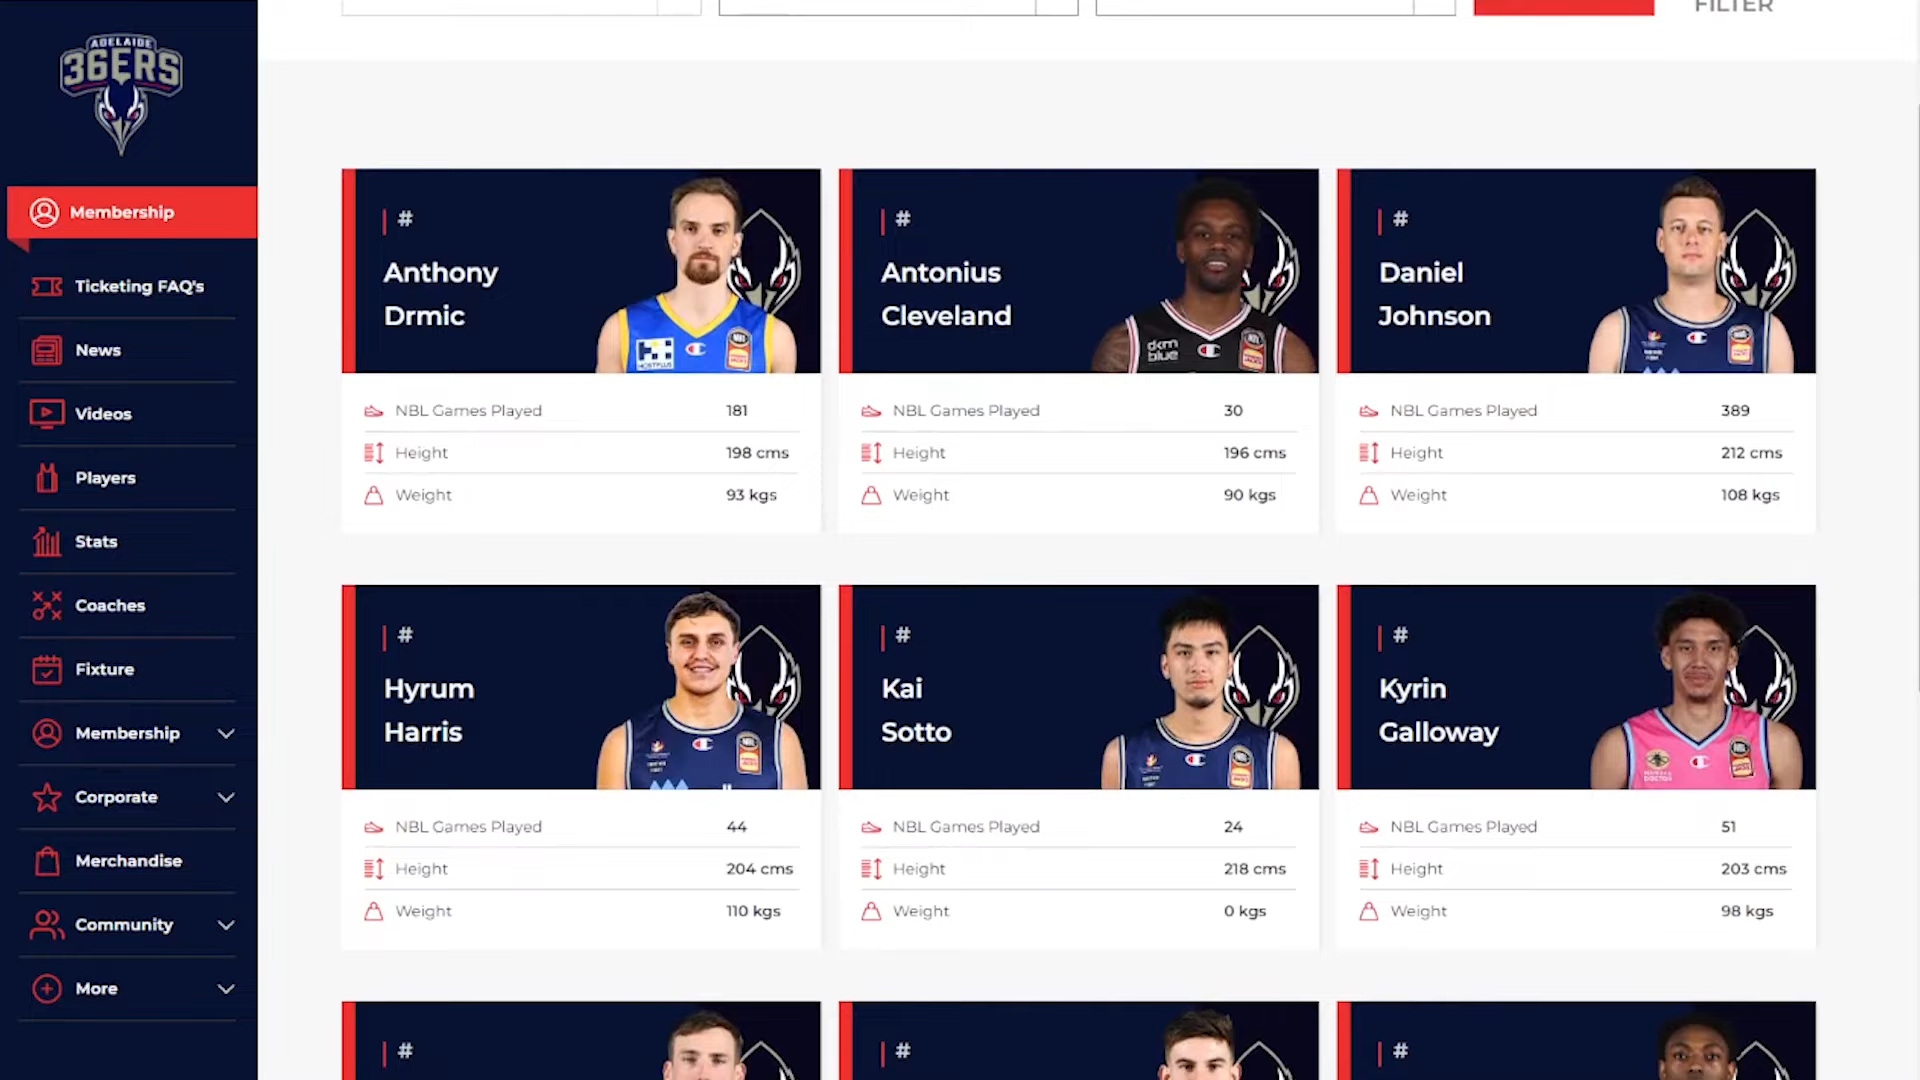 FILTER
ADELAIDE
36ERS
Membership
Ticketing FAQ's
News
Videos
Players
Stats
Coaches
Fixture
Membership
Corporate
Merchandise
Community
More
#
Anthony
Drmic
HOSTPLUS
NBL Games Played 181
Height 198 cms
Weight 93 kgs
#
Antonius
Cleveland
dkm
blue
NBL Games Played 30
Height 196 cms
Weight 90 kgs
#
Daniel
Johnson
NBL Games Played 389
Height 212 cms
Weight 108 kgs
#
Hyrum
Harris
NBL Games Played 44
Height 204 cms
Weight 110 kgs
#
Kai
Sotto
NBL Games Played 24
Height 218 cms
Weight 0 kgs
#
Kyrin
Galloway
DOCTOR
NBL Games Played 51
Height 203 cms
Weight 98 kgs
#
#
#